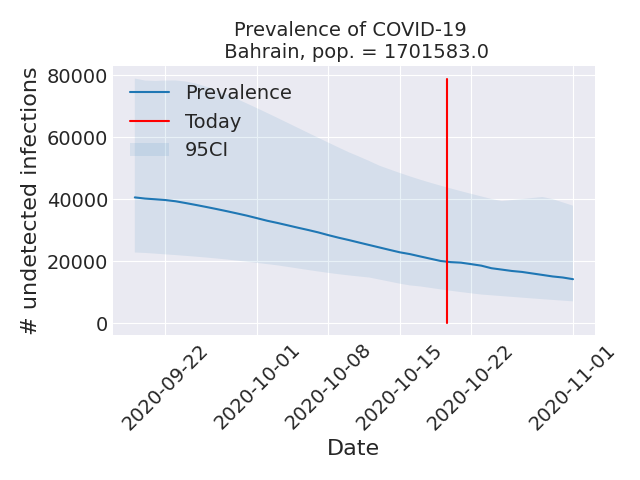 Prevalence of COVID-19
Bahrain, pop. = 1701583.0
# undetected infections
80000
60000
40000
20000
0
Prevalence
Today
95CI
2020-09-22
2020-10-01
2020-10-08
2020-10-15
2020-10-22
2020-11-01
Date